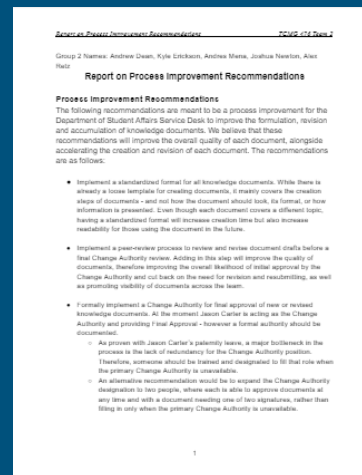 Report on Process Improvement Recommendations TCMG 476 Team 2
Group 2 Names: Andrew Dean, Kyle Erickson, Andres Mena, Joshua Newton, Alex
Retz
Report on Process Improvement Recommendations
Process Improvement Recommendations
The following recommendations are meant to be a process improvement for the
Department of Student Affairs Service Desk to improve the formulation, revision
and accumulation of knowledge documents. We believe that these
recommendations will improve the overall quality of each document, alongside
accelerating the creation and revision of each document. The recommendations
are as follows:
● Implement a standardized format for all knowledge documents. While there is
already a loose template for creating documents, it mainly covers the creation
steps of documents - and not how the document should look, its format, or how
information is presented. Even though each document covers a different topic,
having a standardized format will increase creation time but also increase
readability for those using the document in the future.
● Implement a peer-review process to review and revise document drafts before a
final Change Authority review. Adding in this step will improve the quality of
documents, therefore improving the overall likelihood of initial approval by the
Change Authority and cut back on the need for revision and resubmitting, as well
as promoting visibility of documents across the team.
● Formally implement a Change Authority for final approval of new or revised
knowledge documents. At the moment Jason Carter is acting as the Change
Authority and providing Final Approval - however a formal authority should be
documented.
○ As proven with Jason Carter's paternity leave, a major bottleneck in the
process is the lack of redundancy for the Change Authority position.
Therefore, someone should be trained and designated to fill that role when
the primary Change Authority is unavailable.
○ An alternative recommendation would be to expand the Change Authority
designation to two people, where each is able to approve documents at
any time and with a document needing one of two signatures, rather than
filling in only when the primary Change Authority is unavailable.
1